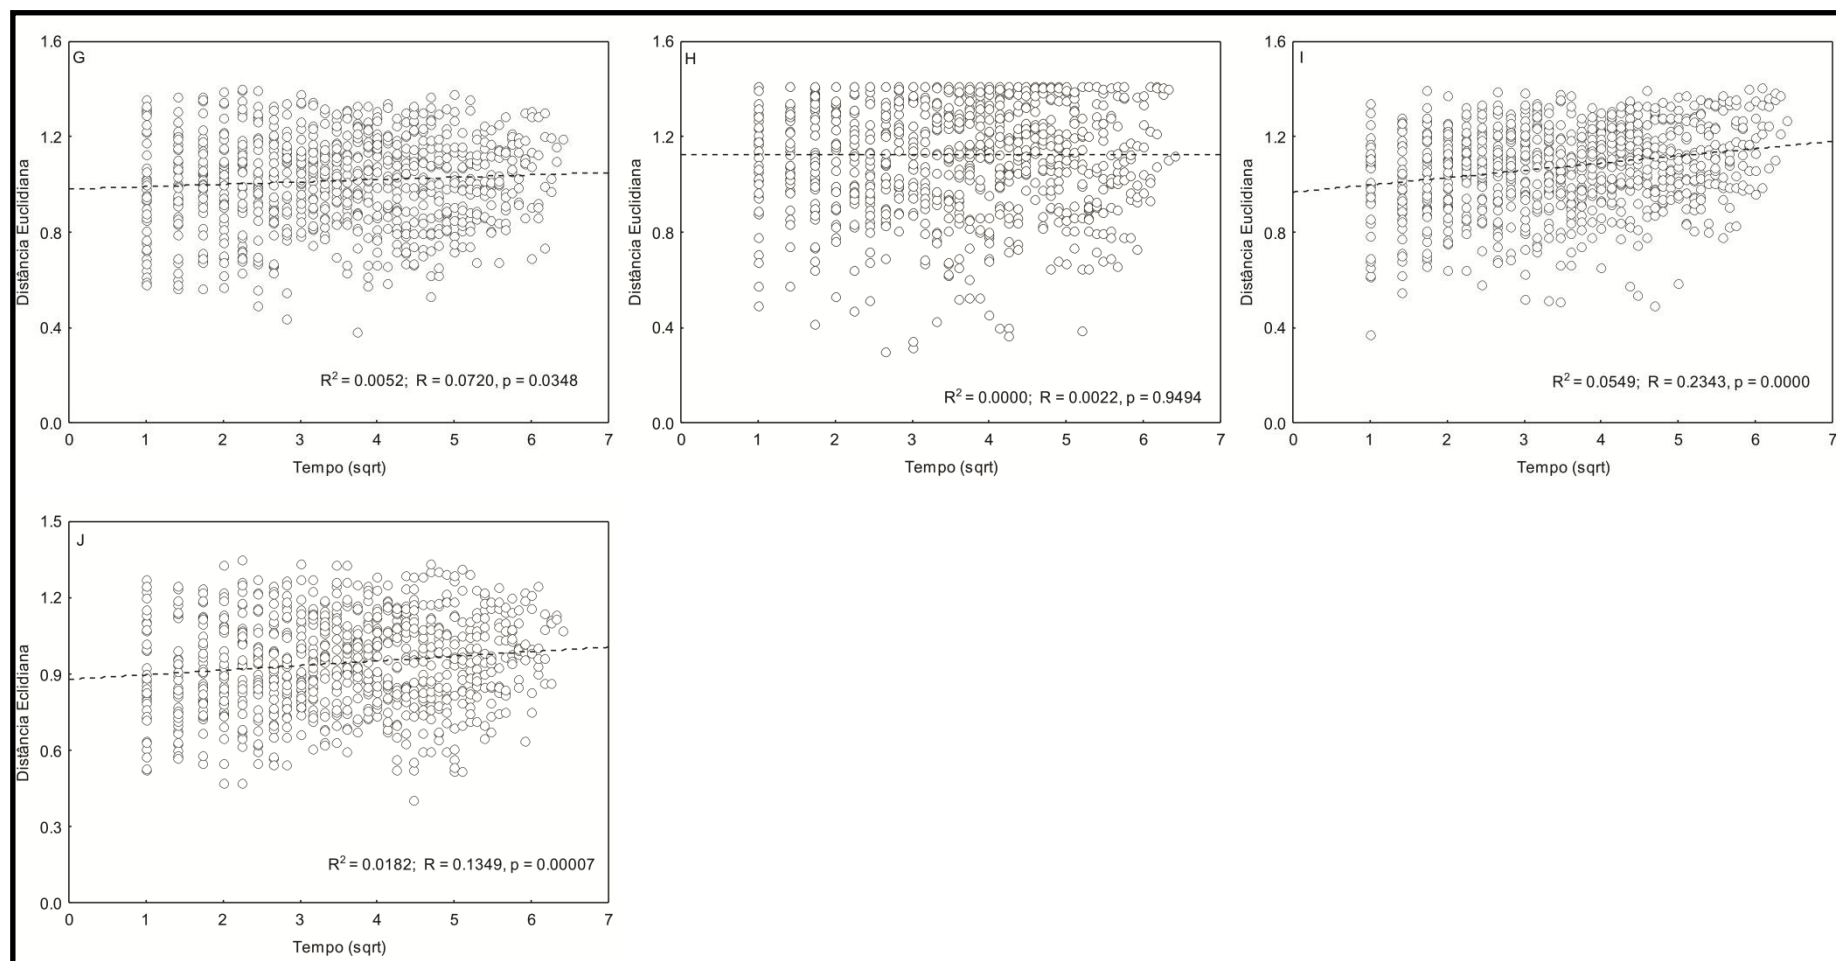 G
1.6
1.2
0.8
0.4
0.0
Distância Euclidiana
0 1 2 3 4 5 6 7
Tempo (sqrt)
R² = 0.0052; R = 0.0720, p = 0.0348
H
1.6
1.2
0.8
0.4
0.0
Distância Euclidiana
0 1 2 3 4 5 6 7
Tempo (sqrt)
R² = 0.0000; R = 0.0022, p = 0.9494
I
1.6
1.2
0.8
0.4
0.0
Distância Euclidiana
0 1 2 3 4 5 6 7
Tempo (sqrt)
R² = 0.0549; R = 0.2343, p = 0.0000
J
1.5
1.2
0.9
0.6
0.3
0.0
Distância Eclidiana
0 1 2 3 4 5 6 7
Tempo (sqrt)
R² = 0.0182; R = 0.1349, p = 0.00007